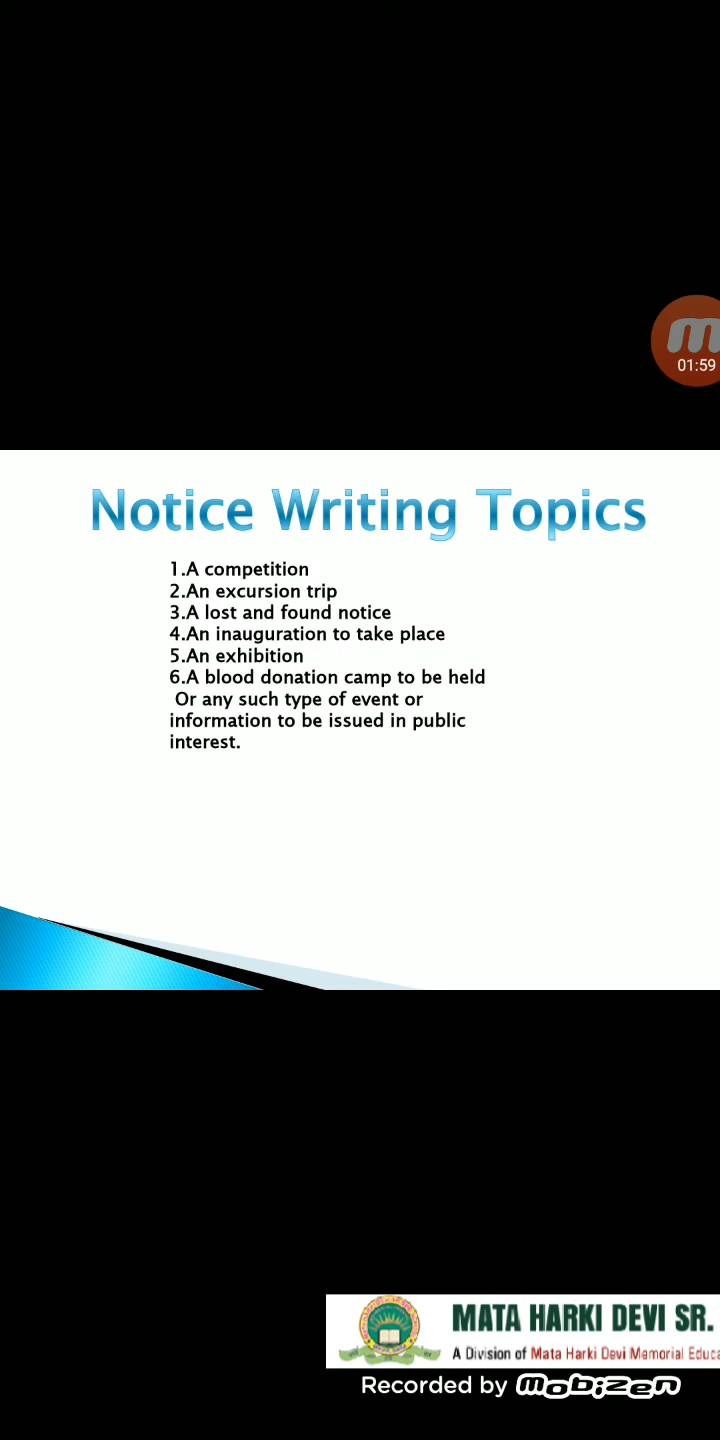 01:59
Notice Writing Topics
1.A competition
2.An excursion trip
3.A lost and found notice
4.An inauguration to take place
5.An exhibition
6.A blood donation camp to be held
Or any such type of event or
information to be issued in public
interest.
MATA HARKI DEVI SR.
A Division of Mata Harki Devi Memorial Educa
Recorded by mobizen